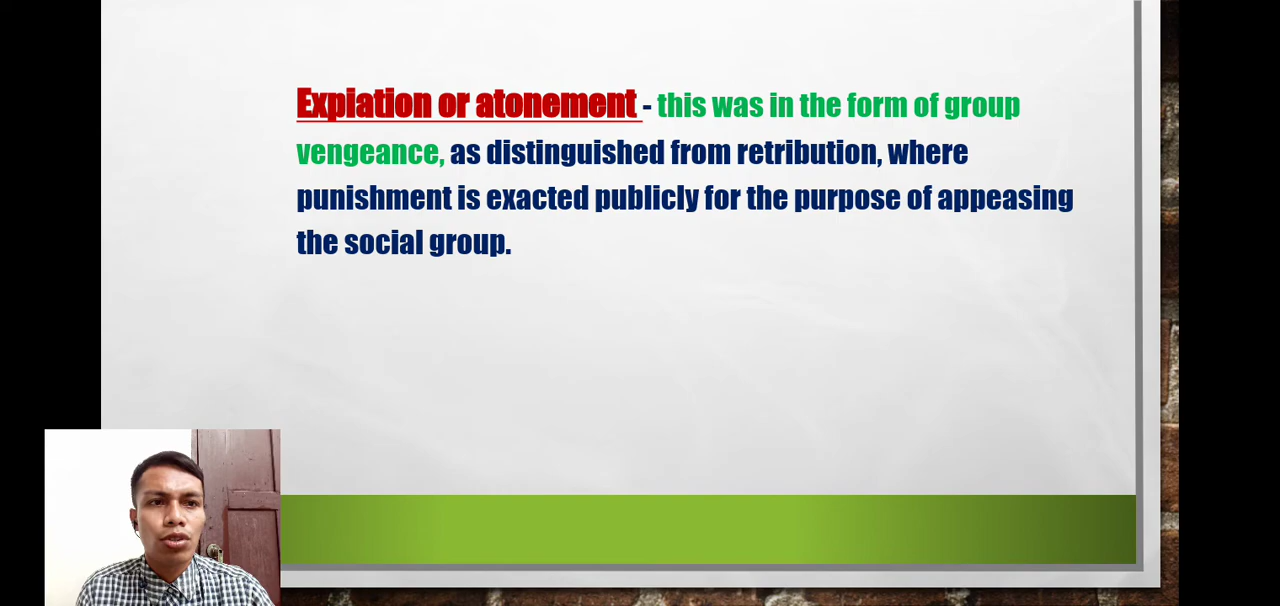 Expiation or atonement - this was in the form of group
vengeance, as distinguished from retribution, where
punishment is exacted publicly for the purpose of appeasing
the social group.